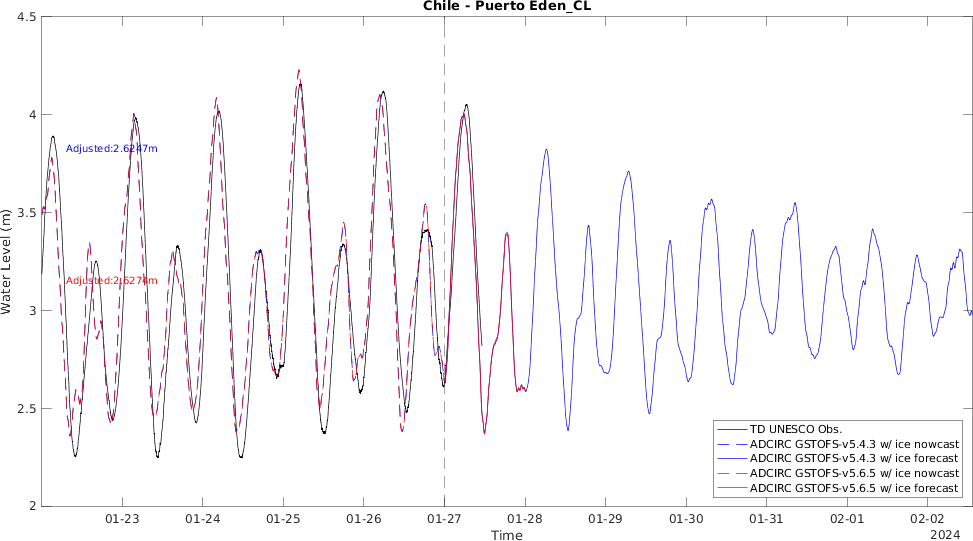 Chile - Puerto Eden_CL
4.5
4
3.5
3
2.5
2
Water Level (m)
Adjusted:2.6247m
Adjusted:2.6274m
TD UNESCO Obs.
ADCIRC GSTOFS-v5.4.3 w/ ice nowcast
ADCIRC GSTOFS-v5.4.3 w/ ice forecast
ADCIRC GSTOFS-v5.6.5 w/ ice nowcast
ADCIRC GSTOFS-v5.6.5 w/ ice forecast
01-23 01-24 01-25 01-26 01-27 01-28 01-29 01-30 01-31 02-01 02-02
Time
2024